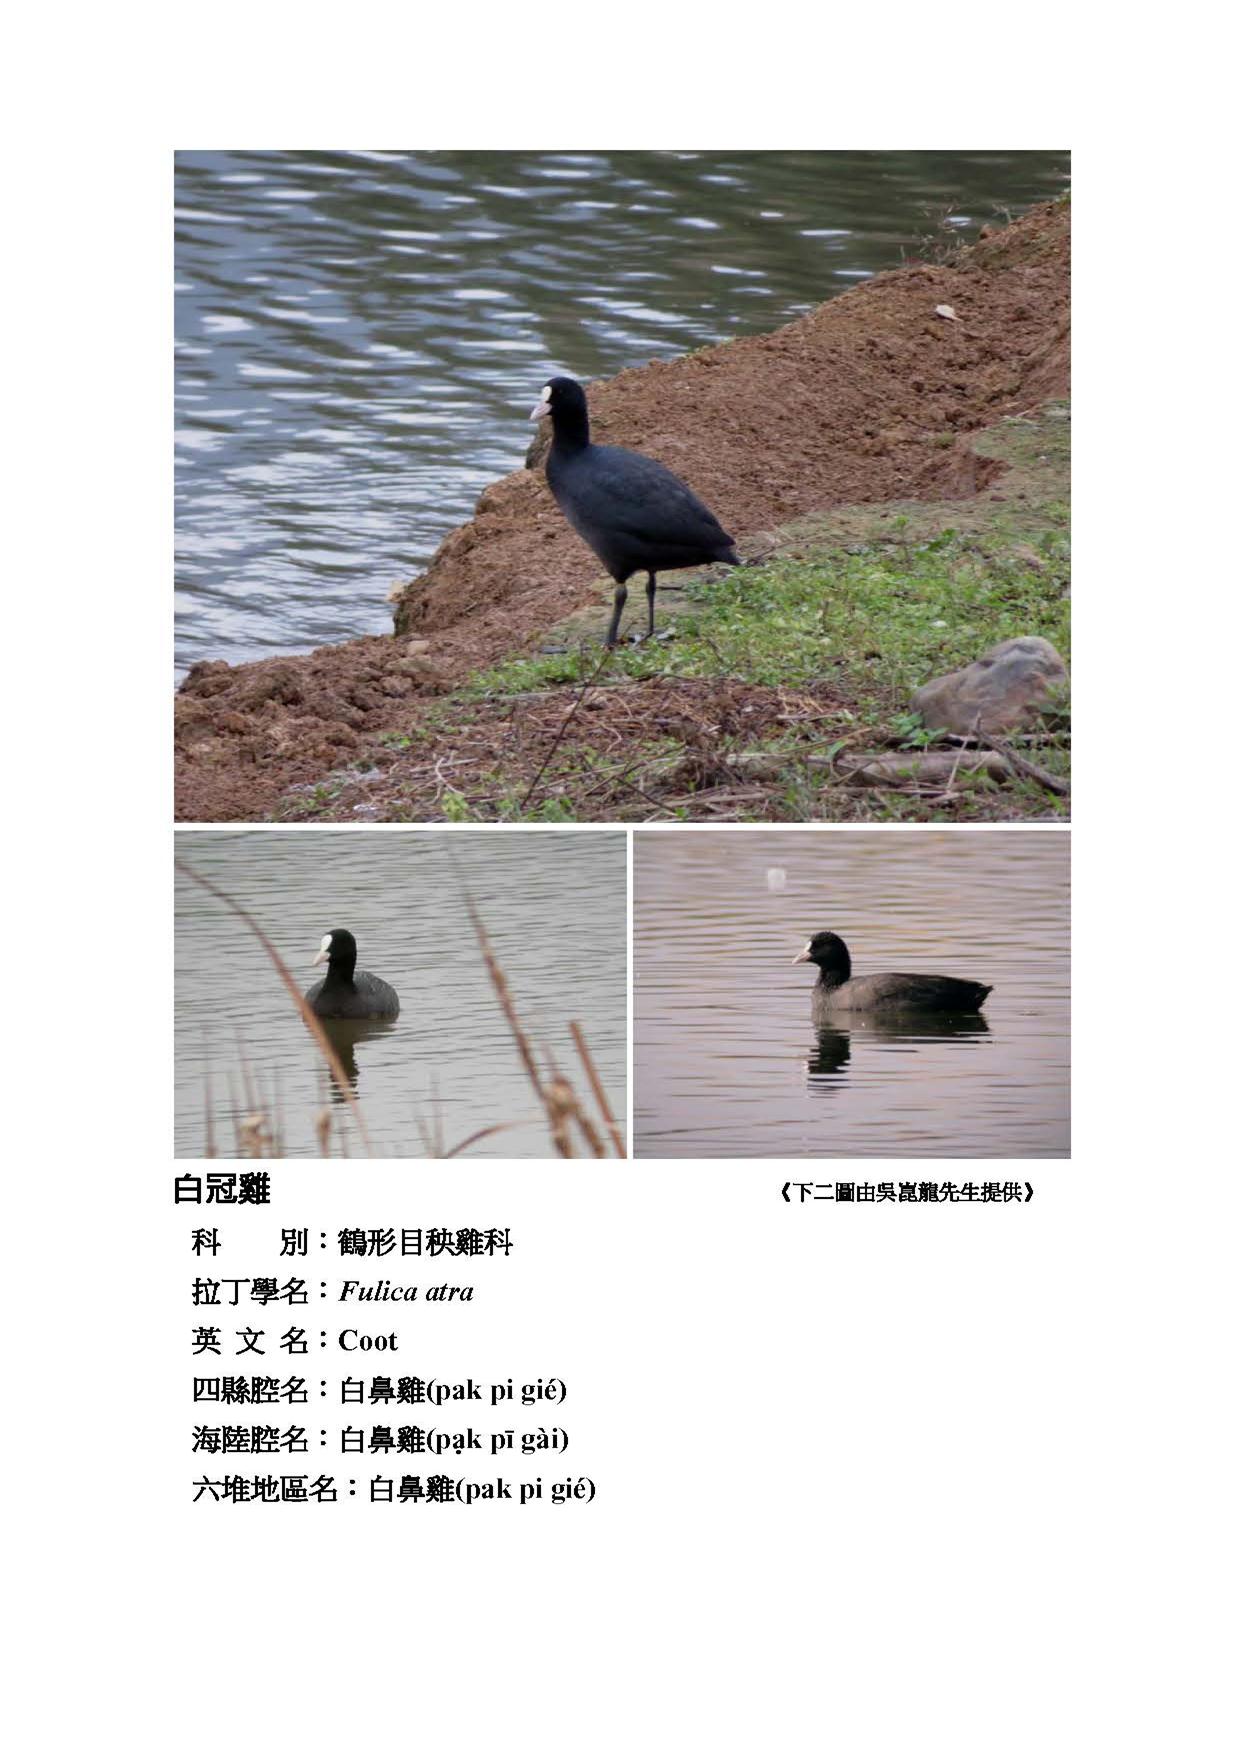 白冠雞 《下二圖由吳崑龍先生提供》
科 別：鶴形目秧雞科
拉丁學名：Fulica atra
英 文 名：Coot
四縣腔名：白鼻雞(pak pi gié)
海陸腔名：白鼻雞(pa̩k pī gài)
六堆地區名：白鼻雞(pak pi gié)